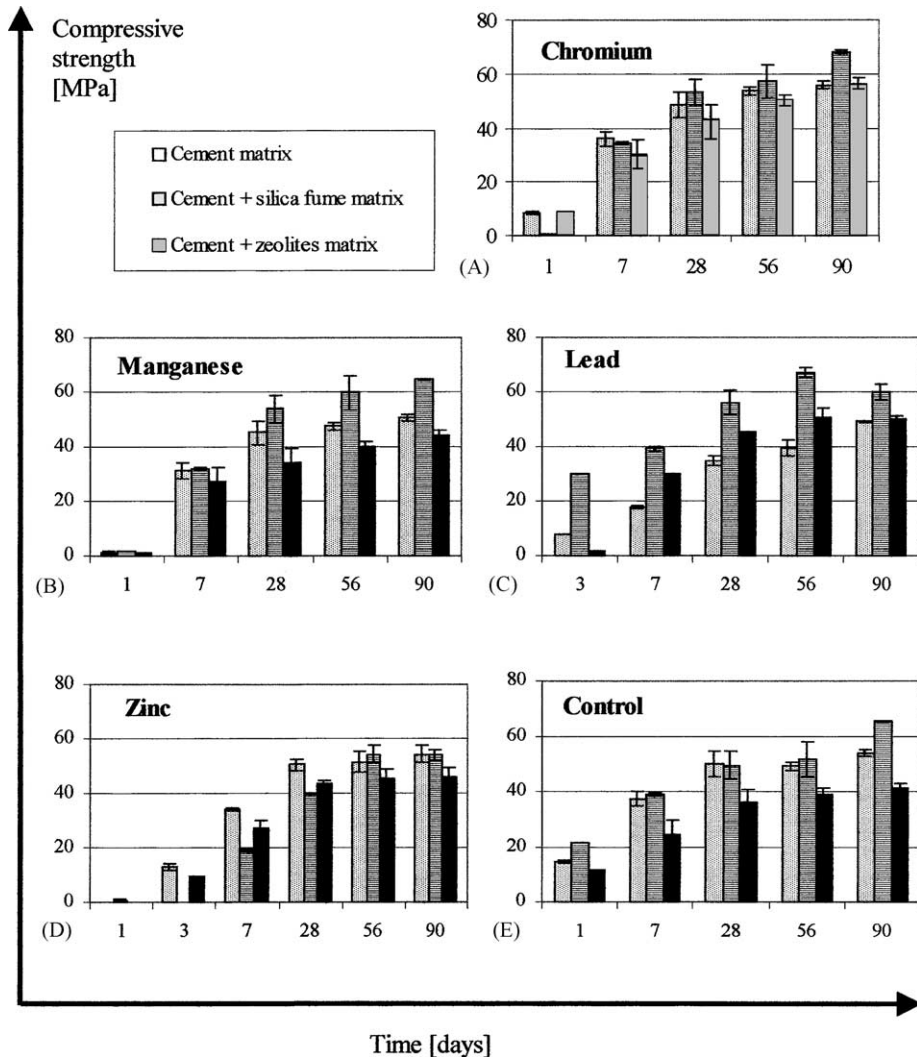 Compressive
strength
[MPa]
Cement matrix
Cement + silica fume matrix
Cement + zeolites matrix
Chromium
80
60
40
20
0
(A)
1 7 28 56 90
Manganese
80
60
40
20
0
(B)
1 7 28 56 90
Lead
80
60
40
20
0
(C)
3 7 28 56 90
Zinc
80
60
40
20
0
(D)
1 3 7 28 56 90
Control
80
60
40
20
0
(E)
1 7 28 56 90
Time [days]